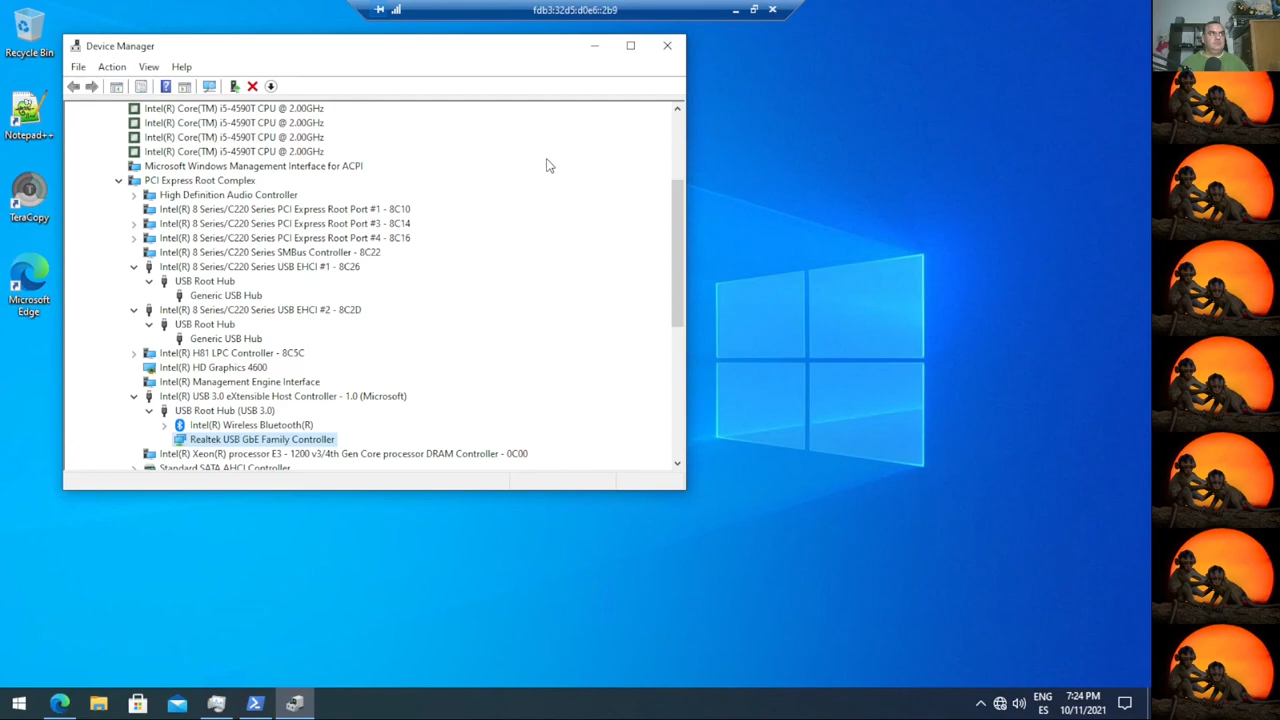 fdb3:32d5:d0e6::2b9
Recycle Bin
Notepad++
TeraCopy
Microsoft
Edge
Device Manager
File Action View Help
Intel(R) Core(TM) i5-4590T CPU @ 2.00GHz
Intel(R) Core(TM) i5-4590T CPU @ 2.00GHz
Intel(R) Core(TM) i5-4590T CPU @ 2.00GHz
Intel(R) Core(TM) i5-4590T CPU @ 2.00GHz
Microsoft Windows Management Interface for ACPI
PCI Express Root Complex
High Definition Audio Controller
Intel(R) 8 Series/C220 Series PCI Express Root Port #1 - 8C10
Intel(R) 8 Series/C220 Series PCI Express Root Port #3 - 8C14
Intel(R) 8 Series/C220 Series PCI Express Root Port #4 - 8C16
Intel(R) 8 Series/C220 Series SMBus Controller - 8C22
Intel(R) 8 Series/C220 Series USB EHCI #1 - 8C26
USB Root Hub
Generic USB Hub
Intel(R) 8 Series/C220 Series USB EHCI #2 - 8C2D
USB Root Hub
Generic USB Hub
Intel(R) H81 LPC Controller - 8C5C
Intel(R) HD Graphics 4600
Intel(R) Management Engine Interface
Intel(R) USB 3.0 eXtensible Host Controller - 1.0 (Microsoft)
USB Root Hub (USB 3.0)
Intel(R) Wireless Bluetooth(R)
Realtek USB GbE Family Controller
Intel(R) Xeon(R) processor E3 - 1200 v3/4th Gen Core processor DRAM Controller - 0C00
Standard SATA AHCI Controller
ENG
ES
7:24 PM
10/11/2021